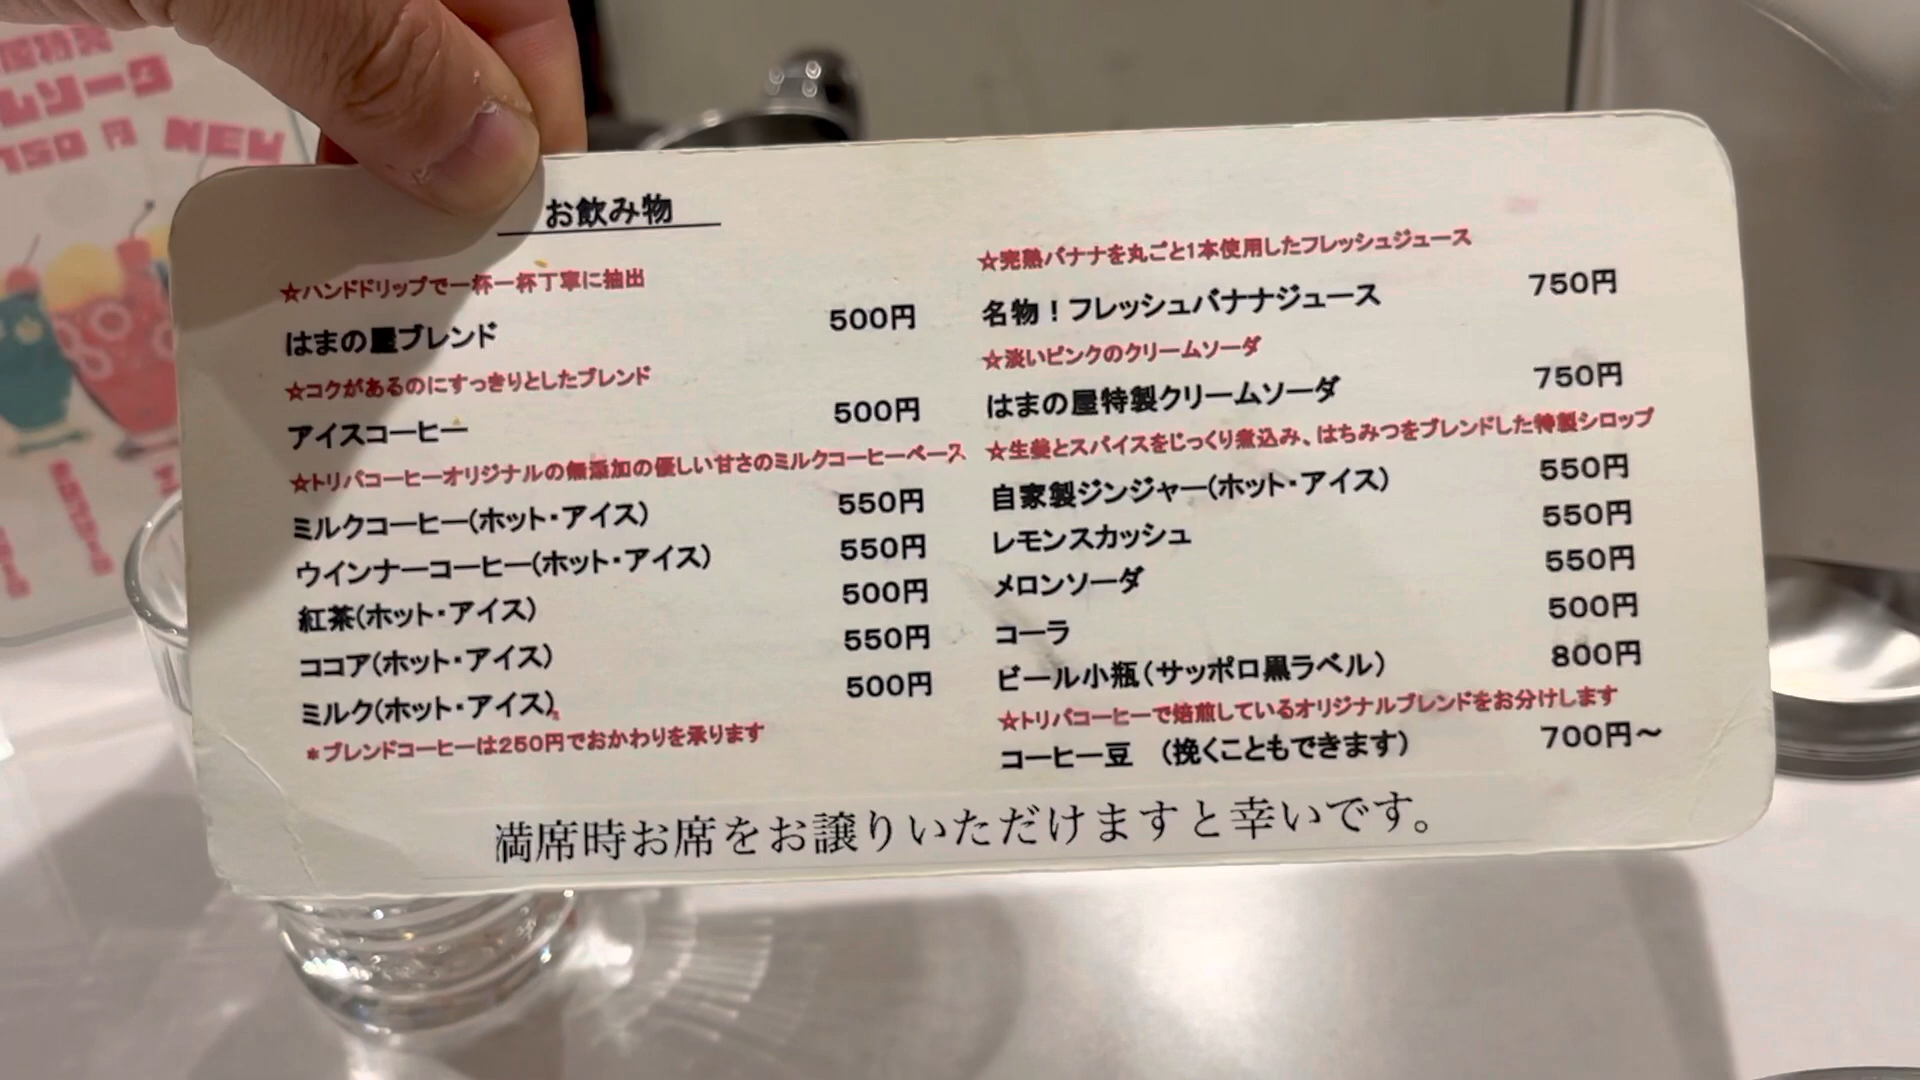 ムソーダ
750円 NEW
お飲み物
☆ハンドドリップで一杯一杯丁寧に抽出
はまの屋ブレンド 500円
☆コクがあるのにすっきりとしたブレンド
アイスコーヒー 500円
☆トリバコーヒーオリジナルの無添加の優しい甘さのミルクコーヒーベース
ミルクコーヒー(ホット・アイス) 550円
ウインナーコーヒー(ホット・アイス) 550円
紅茶(ホット・アイス) 500円
ココア(ホット・アイス) 550円
ミルク(ホット・アイス) 500円
＊ブレンドコーヒーは250円でおかわりを承ります
☆完熟バナナを丸ごと1本使用したフレッシュジュース
名物！フレッシュバナナジュース 750円
☆淡いピンクのクリームソーダ
はまの屋特製クリームソーダ 750円
☆生姜とスパイスをじっくり煮込み、はちみつをブレンドした特製シロップ
自家製ジンジャー(ホット・アイス) 550円
レモンスカッシュ 550円
メロンソーダ 550円
コーラ 500円
ビール小瓶(サッポロ黒ラベル) 800円
☆トリバコーヒーで焙煎しているオリジナルブレンドをお分けします
コーヒー豆 (挽くこともできます) 700円～
満席時お席をお譲りいただけますと幸いです。